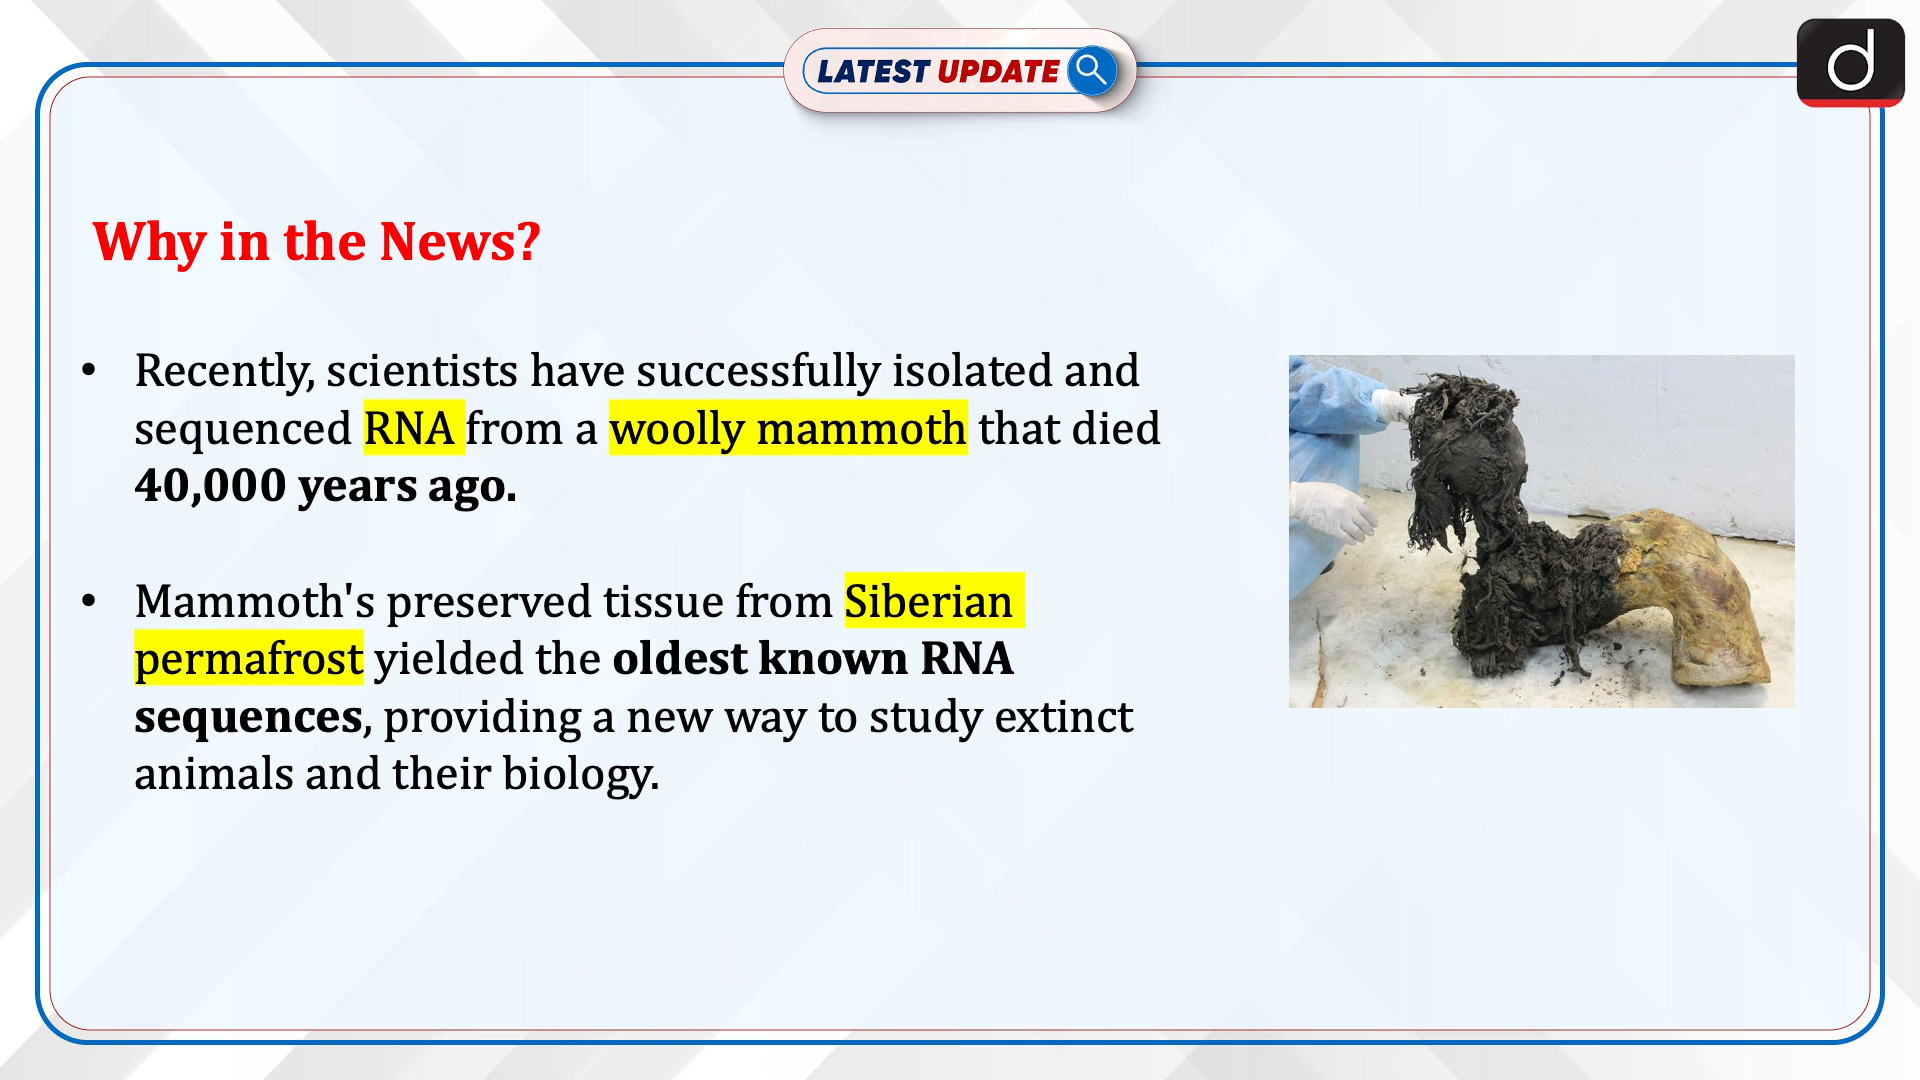 LATEST UPDATE
d
Why in the News?
• Recently, scientists have successfully isolated and
sequenced RNA from a woolly mammoth that died
40,000 years ago.
• Mammoth's preserved tissue from Siberian
permafrost yielded the oldest known RNA
sequences, providing a new way to study extinct
animals and their biology.